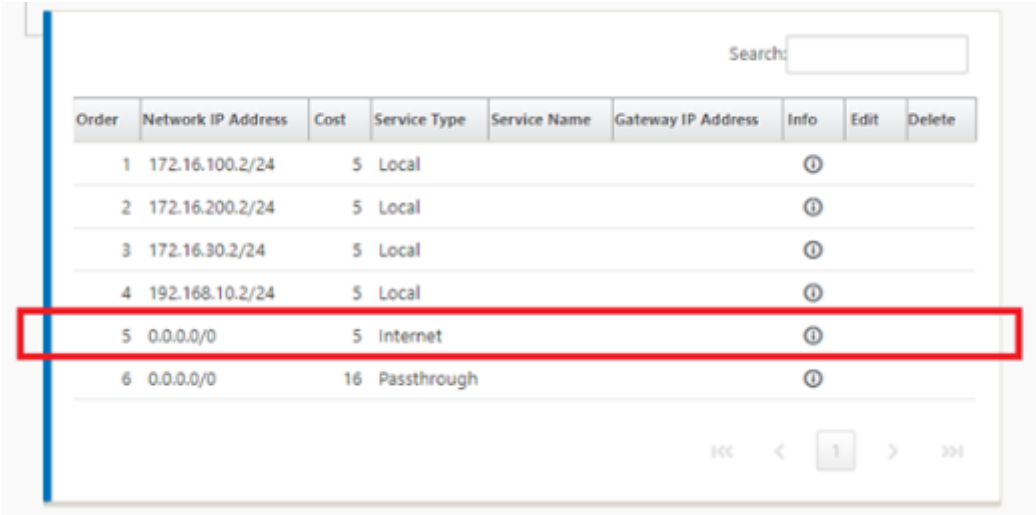 Search:
Order Network IP Address Cost Service Type Service Name Gateway IP Address Info Edit Delete
1 172.16.100.2/24 5 Local
2 172.16.200.2/24 5 Local
3 172.16.30.2/24 5 Local
4 192.168.10.2/24 5 Local
5 0.0.0.0/0 5 Internet
6 0.0.0.0/0 16 Passthrough
1